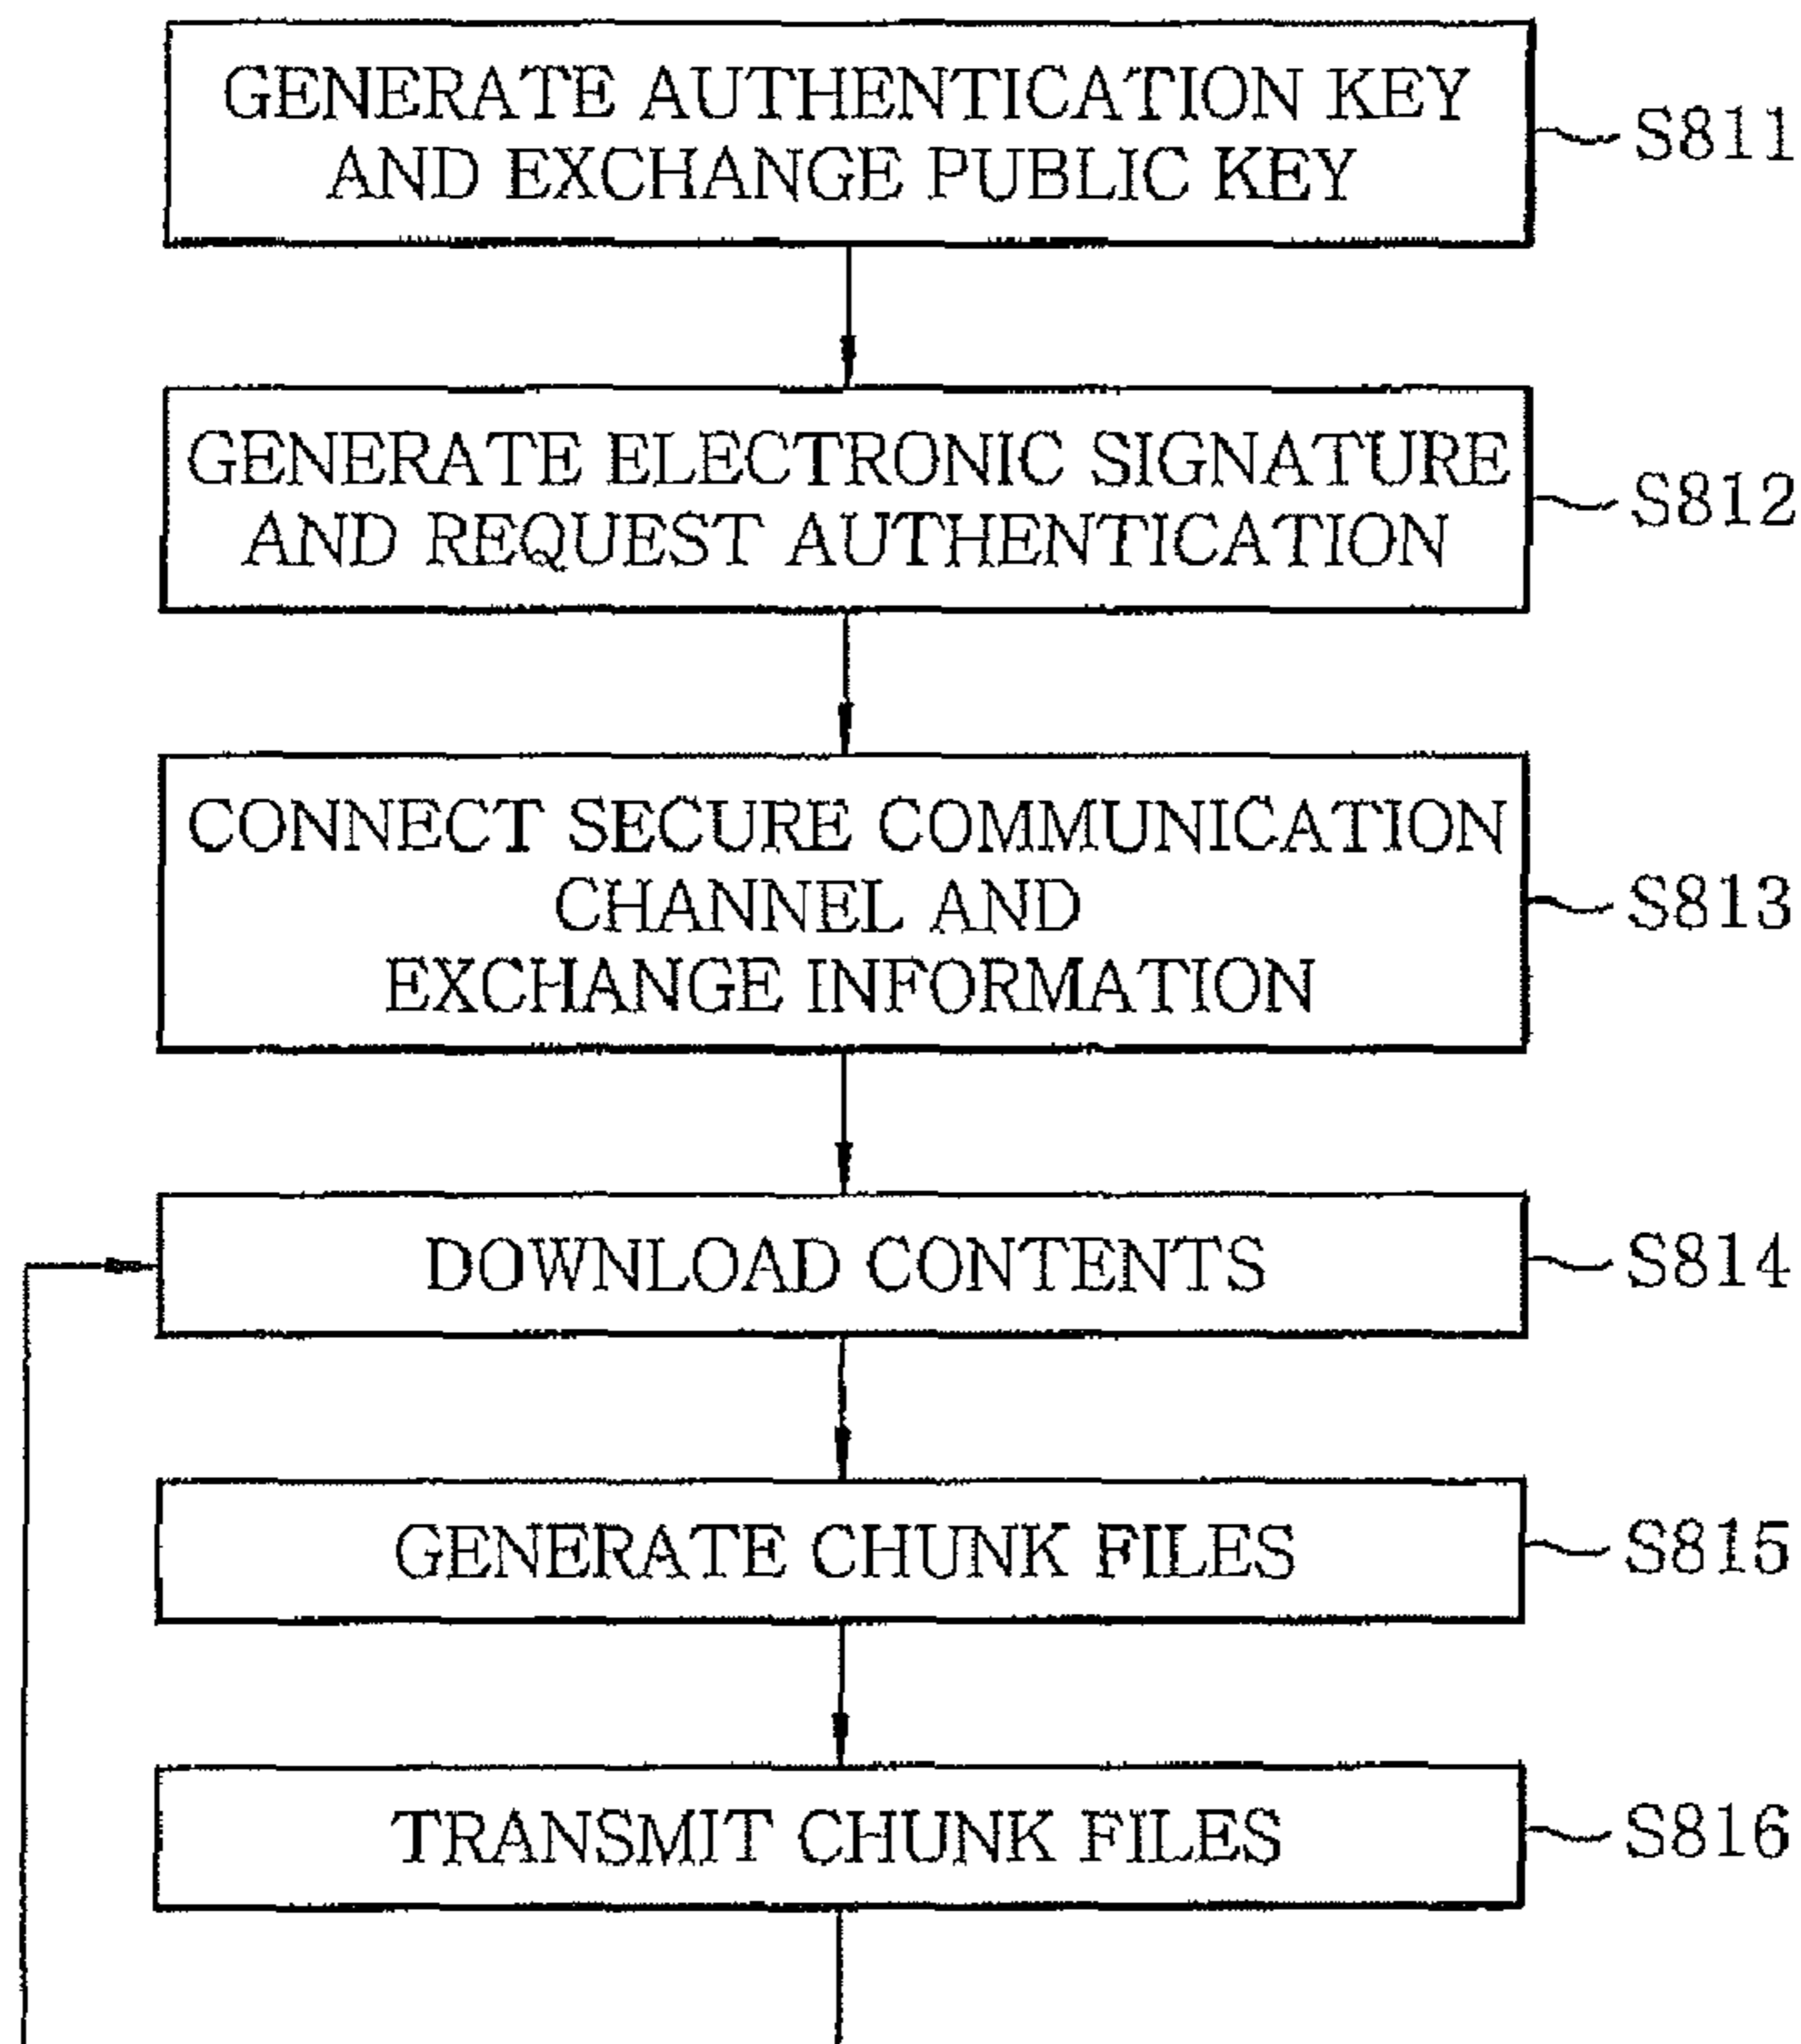 GENERATE AUTHENTICATION KEY
AND EXCHANGE PUBLIC KEY
S811
GENERATE ELECTRONIC SIGNATURE
AND REQUEST AUTHENTICATION
S812
CONNECT SECURE COMMUNICATION
CHANNEL AND
EXCHANGE INFORMATION
S813
DOWNLOAD CONTENTS
S814
GENERATE CHUNK FILES
S815
TRANSMIT CHUNK FILES
S816